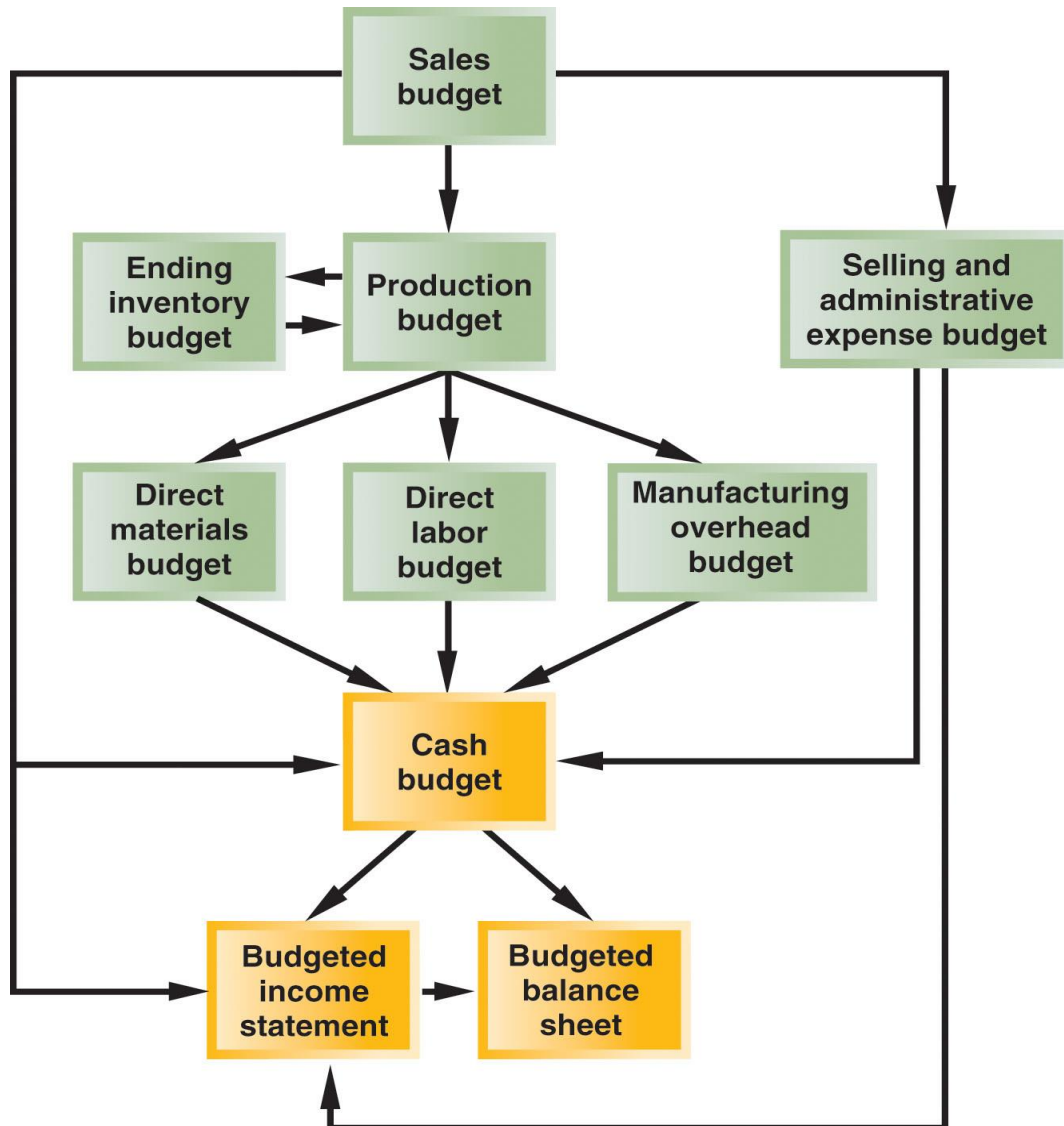 Sales
budget
Ending
inventory
budget
Production
budget
Selling and
administrative
expense budget
Direct
materials
budget
Direct
labor
budget
Manufacturing
overhead
budget
Cash
budget
Budgeted
income
statement
Budgeted
balance
sheet